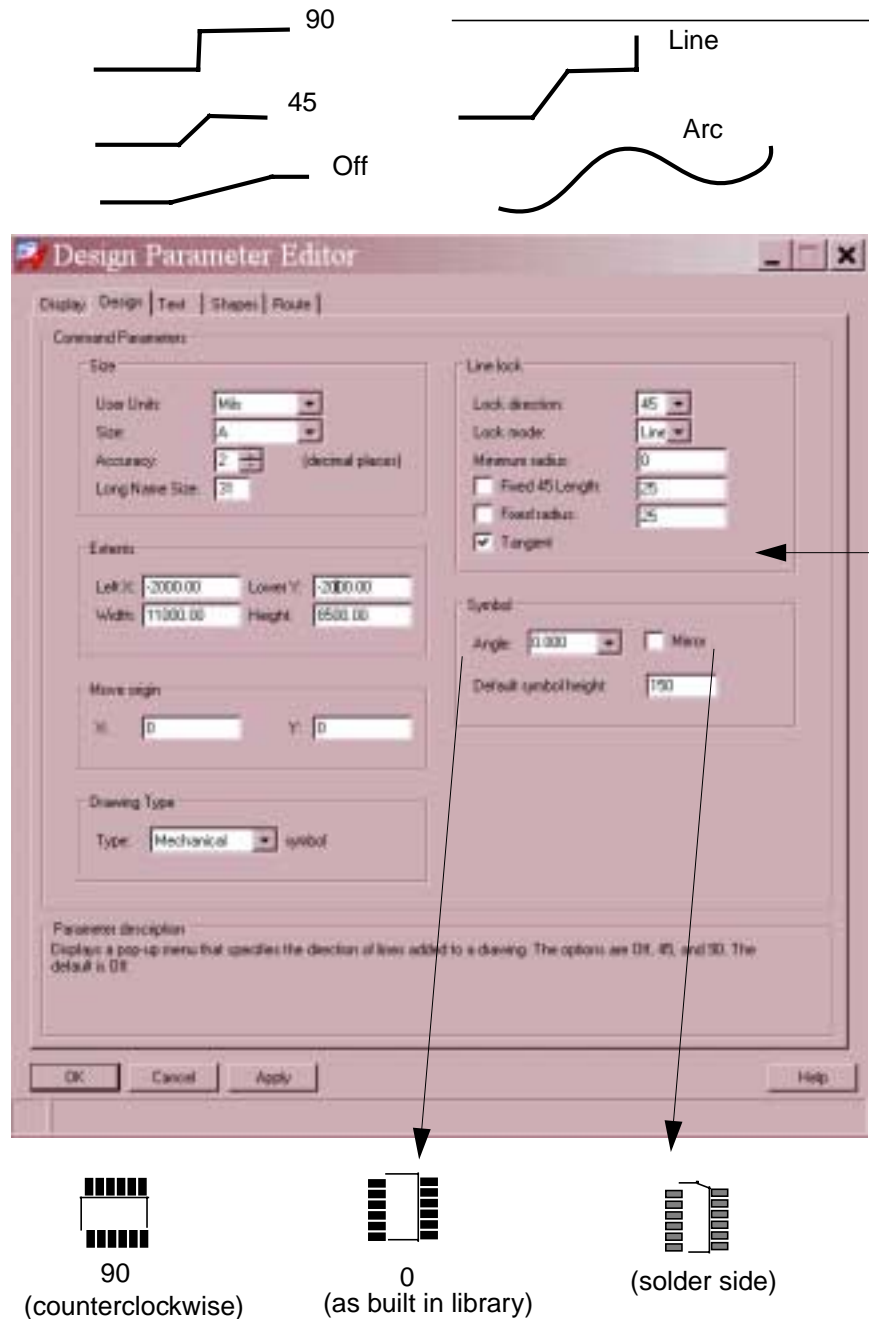 90
Line
45
Arc
Off
Design Parameter Editor
Display Design Text Shapes Route
Command Parameters
Size
User Units: Mils
Size: A
Accuracy: 2 (decimal places)
Long Name Size: 31
Line lock
Lock direction: 45
Lock mode: Line
Minimum radius: 0
Fixed 45 Length: 25
Fixed radius: 25
Tangent
Extents
Left X: -2000.00 Lower Y: -2000.00
Width: 11000.00 Height: 8500.00
Symbol
Angle: 0.000 Mirror
Default symbol height: 150
Move origin
X: 0 Y: 0
Drawing Type
Type: Mechanical symbol
Parameter description
Displays a pop-up menu that specifies the direction of lines added to a drawing. The options are Off, 45, and 90. The
default is Off.
OK Cancel Apply Help
90
(counterclockwise)
0
(as built in library)
(solder side)